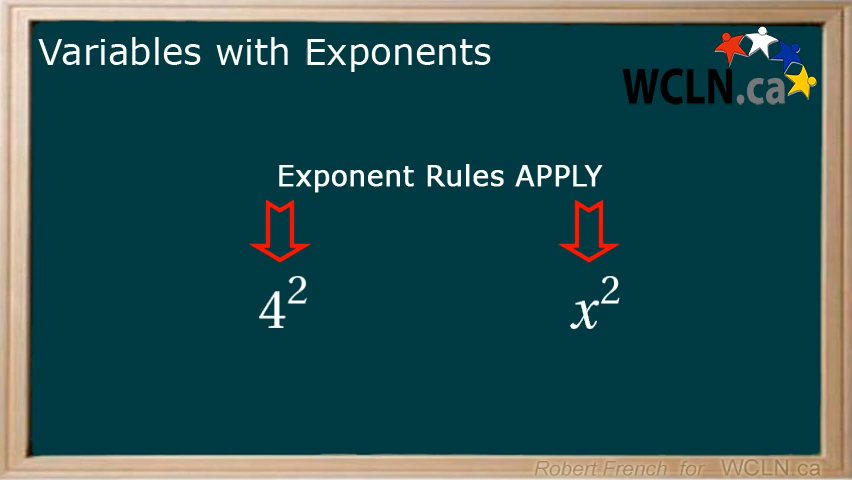 Variables with Exponents
WCLN.ca
Exponent Rules APPLY
4² x²
Robert French for WCLN.ca